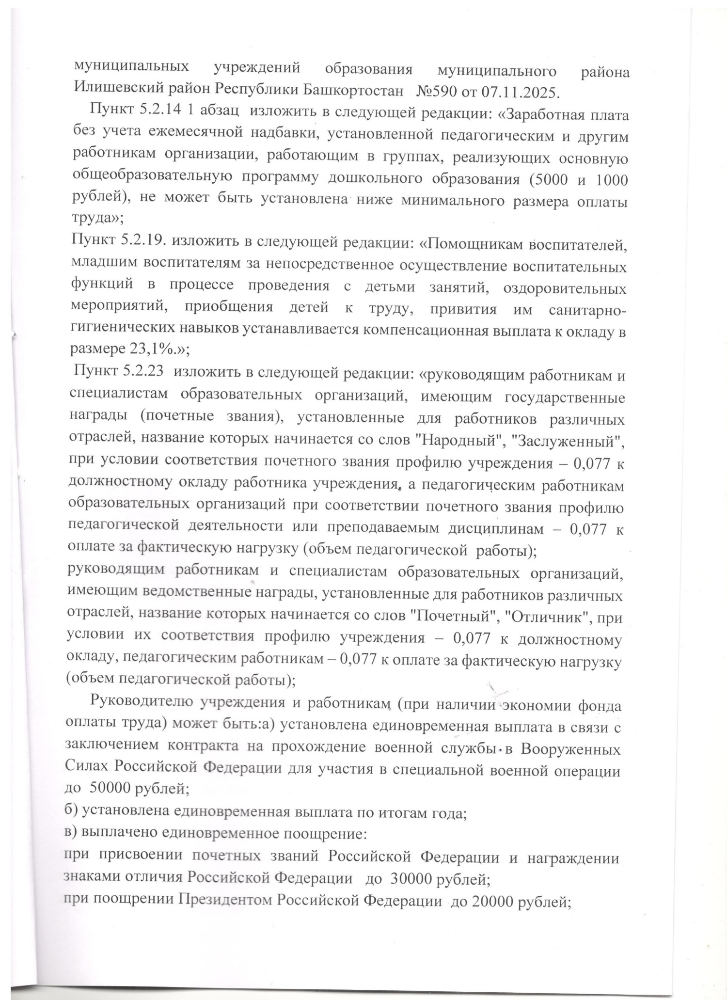 муниципальных учреждений образования муниципального района
Илишевский район Республики Башкортостан №590 от 07.11.2025.
Пункт 5.2.14 1 абзац изложить в следующей редакции: «Заработная плата
без учета ежемесячной надбавки, установленной педагогическим и другим
работникам организации, работающим в группах, реализующих основную
общеобразовательную программу дошкольного образования (5000 и 1000
рублей), не может быть установлена ниже минимального размера оплаты
труда»;
Пункт 5.2.19. изложить в следующей редакции: «Помощникам воспитателей,
младшим воспитателям за непосредственное осуществление воспитательных
функций в процессе проведения с детьми занятий, оздоровительных
мероприятий, приобщения детей к труду, привития им санитарно-
гигиенических навыков устанавливается компенсационная выплата к окладу в
размере 23,1%.»;
Пункт 5.2.23 изложить в следующей редакции: «руководящим работникам и
специалистам образовательных организаций, имеющим государственные
награды (почетные звания), установленные для работников различных
отраслей, название которых начинается со слов "Народный", "Заслуженный",
при условии соответствия почетного звания профилю учреждения – 0,077 к
должностному окладу работника учреждения, а педагогическим работникам
образовательных организаций при соответствии почетного звания профилю
педагогической деятельности или преподаваемым дисциплинам – 0,077 к
оплате за фактическую нагрузку (объем педагогической работы);
руководящим работникам и специалистам образовательных организаций,
имеющим ведомственные награды, установленные для работников различных
отраслей, название которых начинается со слов "Почетный", "Отличник", при
условии их соответствия профилю учреждения – 0,077 к должностному
окладу, педагогическим работникам – 0,077 к оплате за фактическую нагрузку
(объем педагогической работы);
Руководителю учреждения и работникам (при наличии экономии фонда
оплаты труда) может быть:а) установлена единовременная выплата в связи с
заключением контракта на прохождение военной службы в Вооруженных
Силах Российской Федерации для участия в специальной военной операции
до 50000 рублей;
б) установлена единовременная выплата по итогам года;
в) выплачено единовременное поощрение:
при присвоении почетных званий Российской Федерации и награждении
знаками отличия Российской Федерации до 30000 рублей;
при поощрении Президентом Российской Федерации до 20000 рублей;